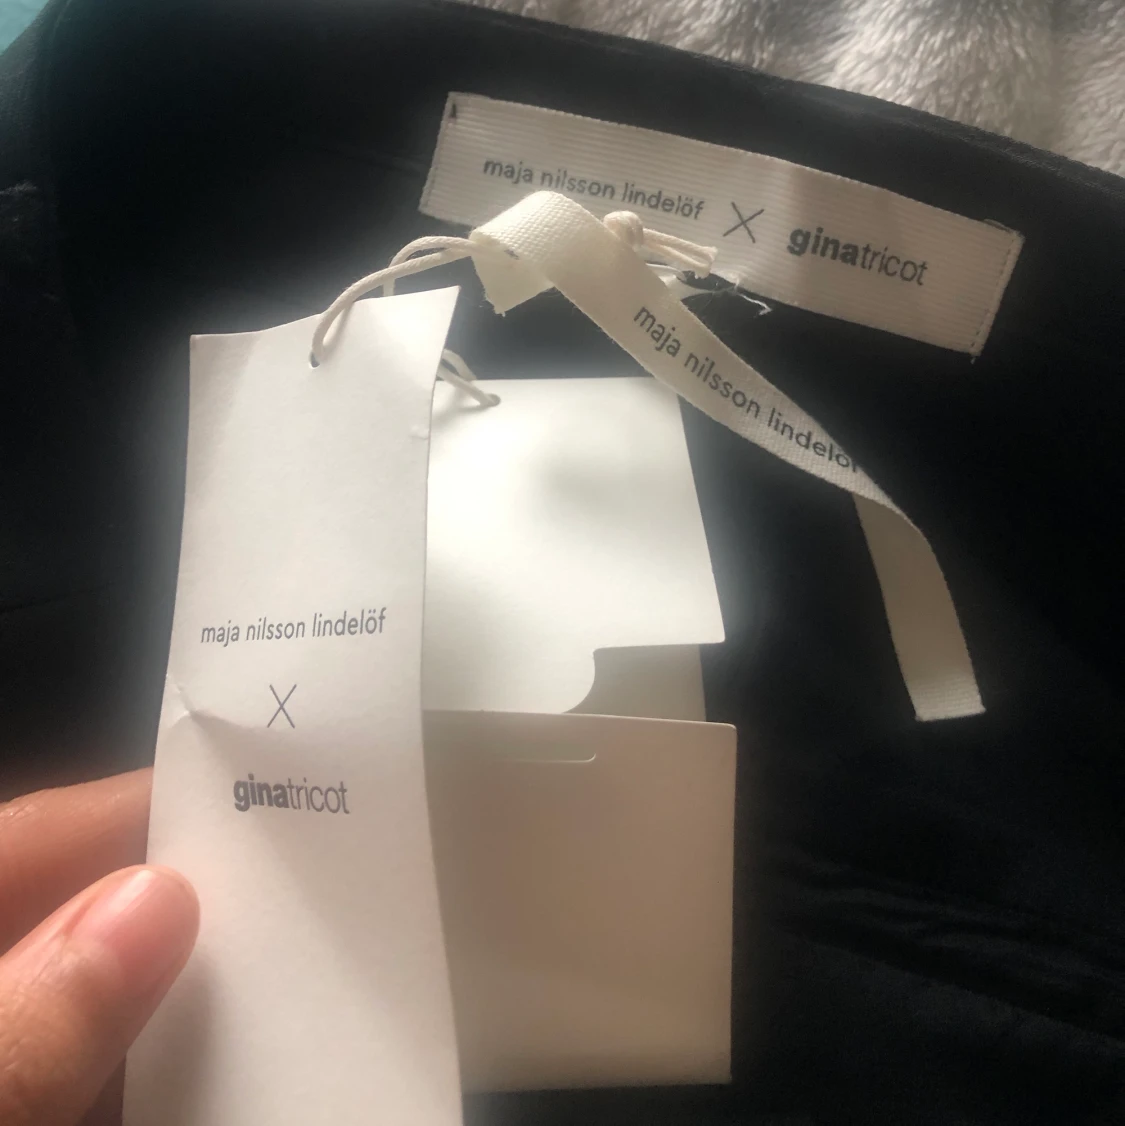 maja nilsson lindelöf X ginatricot
maja nilsson lindelöf
maja nilsson lindelöf
X
ginatricot